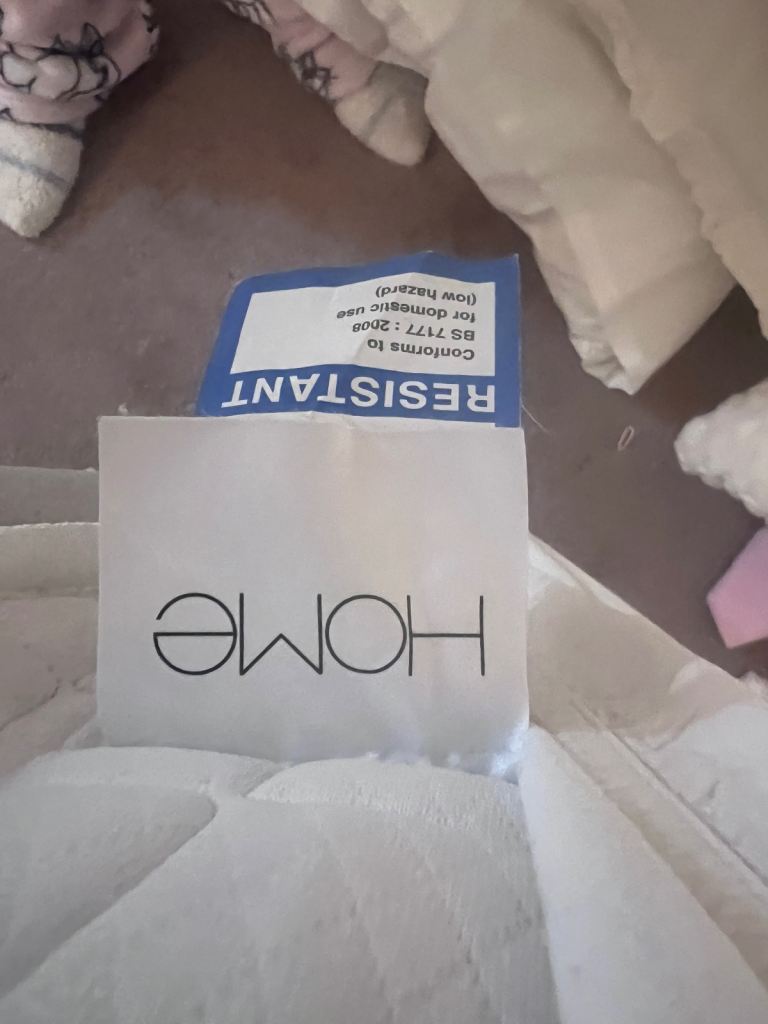 HOMe
RESISTANT
Conforms to
BS 7177 : 2008
for domestic use
(low hazard)